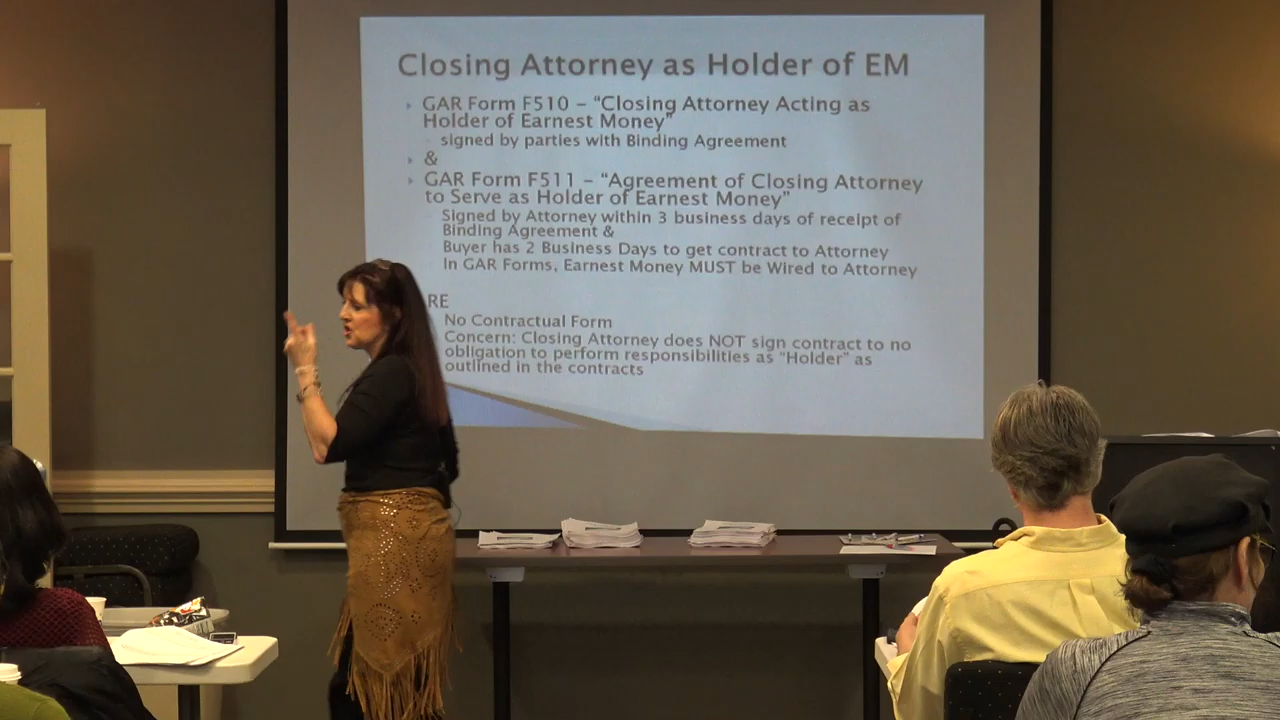 Closing Attorney as Holder of EM
GAR Form F510 – "Closing Attorney Acting as
Holder of Earnest Money"
signed by parties with Binding Agreement
&
GAR Form F511 – "Agreement of Closing Attorney
to Serve as Holder of Earnest Money"
Signed by Attorney within 3 business days of receipt of
Binding Agreement &
Buyer has 2 Business Days to get contract to Attorney
In GAR Forms, Earnest Money MUST be Wired to Attorney
RE
No Contractual Form
Concern: Closing Attorney does NOT sign contract to no
obligation to perform responsibilities as "Holder" as
outlined in the contracts